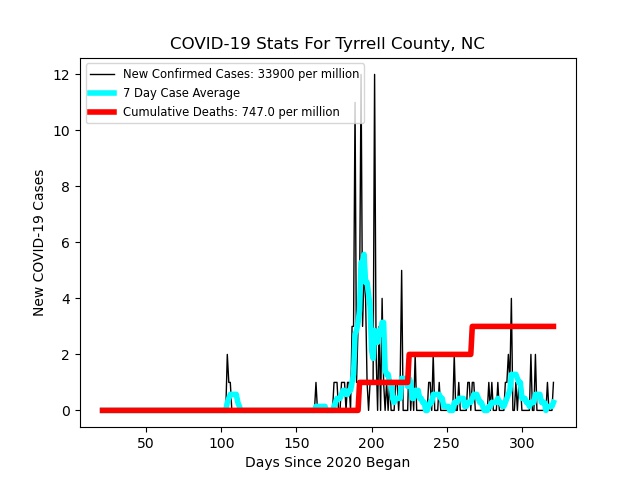 COVID-19 Stats For Tyrrell County, NC
New Confirmed Cases: 33900 per million
7 Day Case Average
Cumulative Deaths: 747.0 per million
New COVID-19 Cases
12
10
8
6
4
2
0
50 100 150 200 250 300
Days Since 2020 Began